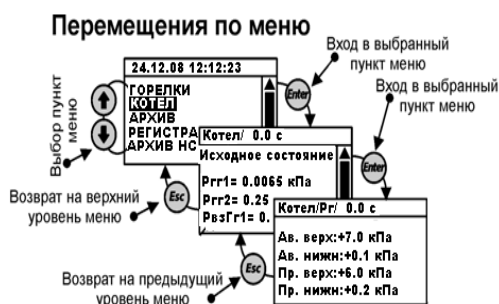 Перемещения по меню
Вход в выбранный
пункт меню
24.12.08 12:12:23
Enter
Вход в выбранный
пункт меню
Выбор пункт
меню
ГОРЕЛКИ
КОТЕЛ
АРХИВ
РЕГИСТРА
АРХИВ НС
Котел/ 0.0 с
Исходное состояние
Enter
Ргг1= 0.0065 кПа
Ргг2= 0.25
РвзГг1= 0.
Esc
Возврат на верхний
уровень меню
Котел/Рг/ 0.0 с
Ав. верх:+7.0 кПа
Ав. нижн:+0.1 кПа
Пр. верх:+6.0 кПа
Пр. нижн:+0.2 кПа
Esc
Возврат на предыдущий
уровень меню